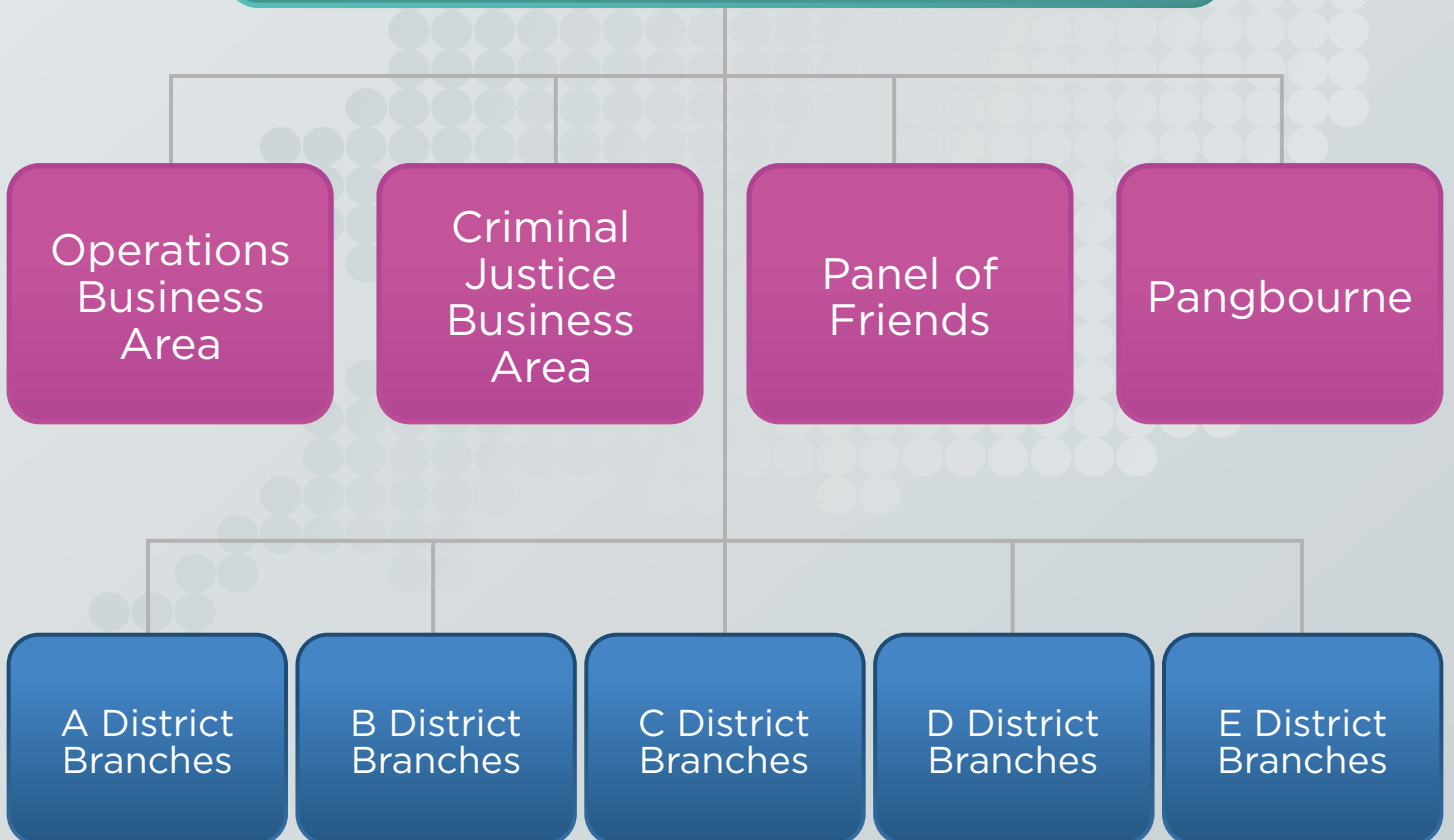 Operations
Business
Area
Criminal
Justice
Business
Area
Panel of
Friends
Pangbourne
A District
Branches
B District
Branches
C District
Branches
D District
Branches
E District
Branches